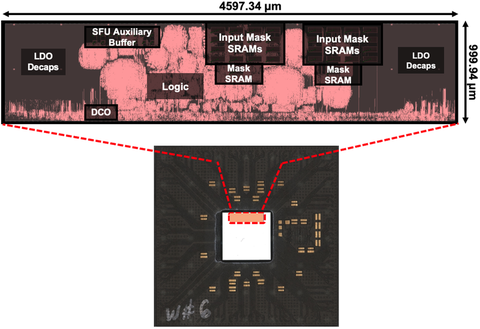 4597.34 µm
SFU Auxiliary
Buffer
Input Mask
SRAMs
Input Mask
SRAMs
LDO
Decaps
LDO
Decaps
999.94 µm
Mask
SRAM
Mask
SRAM
Logic
DCO
W#6